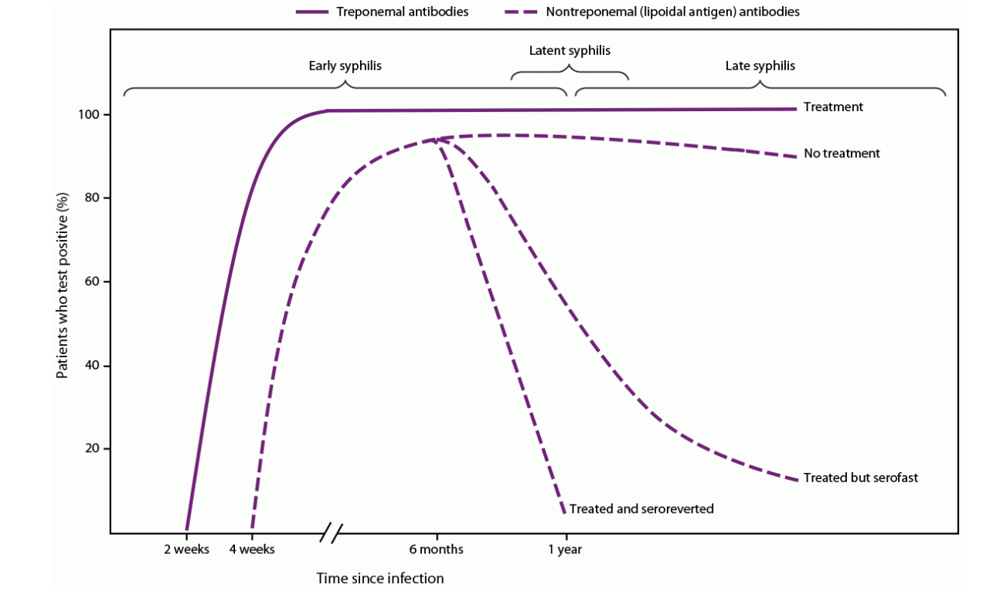 Treponemal antibodies
Nontreponemal (lipoidal antigen) antibodies
Latent syphilis
Early syphilis
Late syphilis
Patients who test positive (%)
100
80
60
40
20
Treatment
No treatment
Treated but serofast
Treated and seroreverted
2 weeks
4 weeks
6 months
1 year
Time since infection